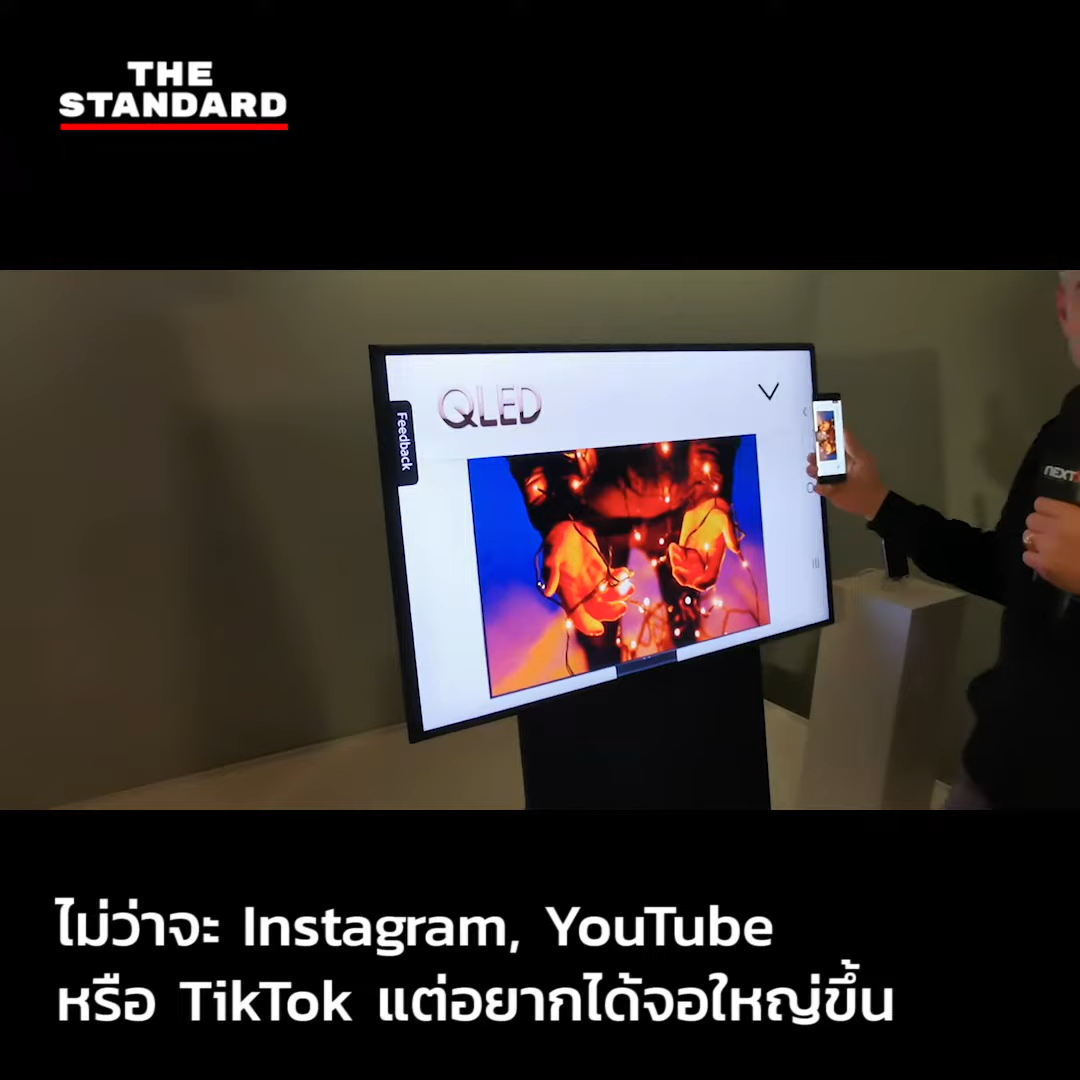 THE
STANDARD
QLED
Feedback
NEXT
ไม่ว่าจะ Instagram, YouTube
หรือ TikTok แต่อยากได้จอใหญ่ขึ้น